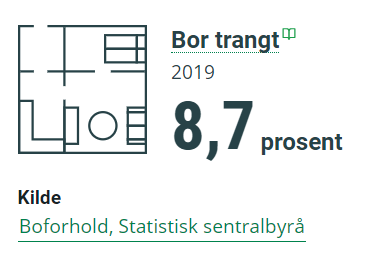 Bor trangt
2019
8,7 prosent
Kilde
Boforhold, Statistisk sentralbyrå